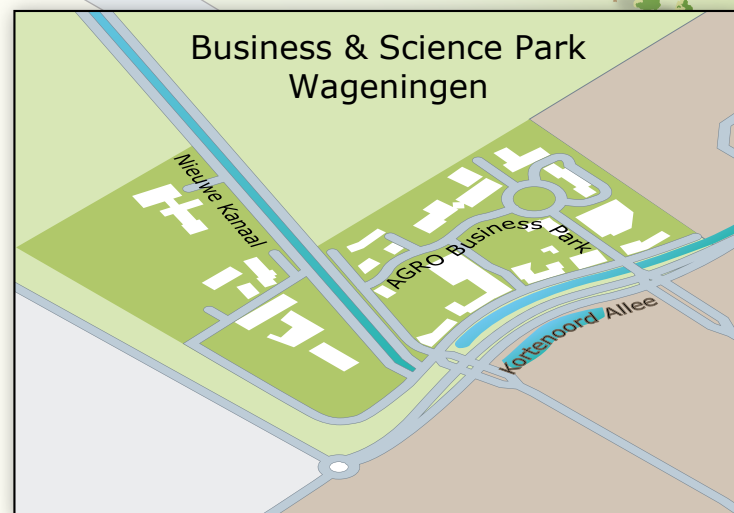 Business & Science Park
Wageningen
Nieuwe Kanaal
AGRO Business Park
Kortenoord Allee